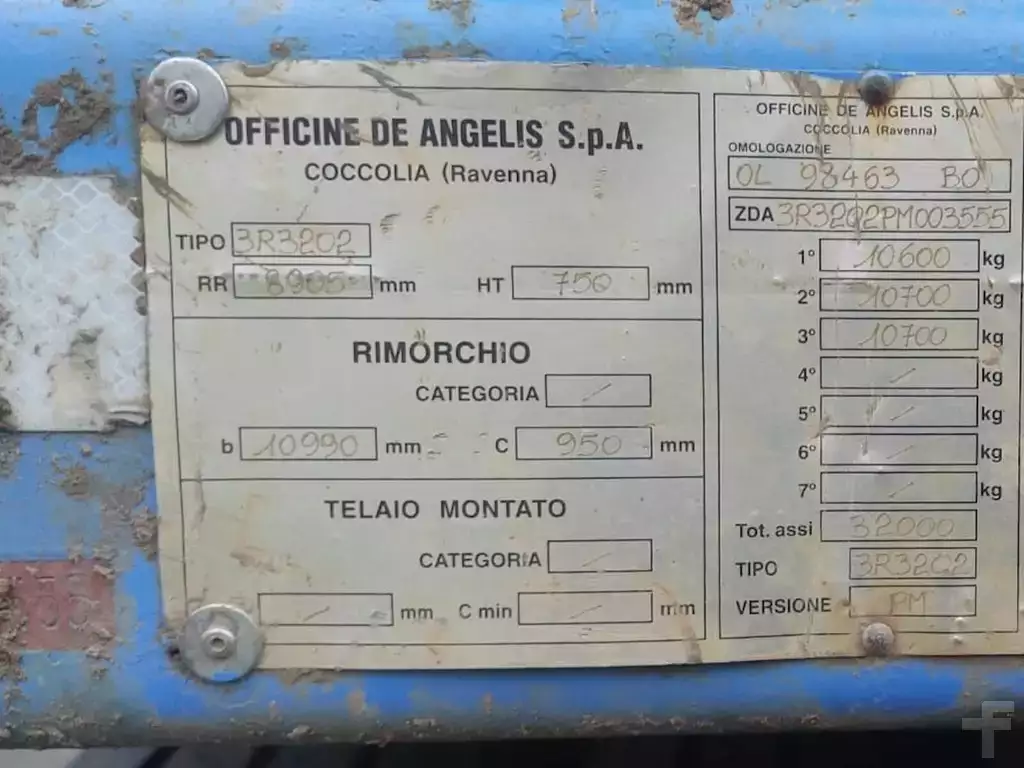 OFFICINE DE ANGELIS S.p.A.
COCCOLIA (Ravenna)
TIPO 3R3202
RR 8905 mm HT 750 mm
RIMORCHIO
CATEGORIA /
b 10990 mm C 950 mm
TELAIO MONTATO
CATEGORIA /
/ mm C min / mm
OFFICINE DE ANGELIS S.p.A.
COCCOLIA (Ravenna)
OMOLOGAZIONE
OL 98463 BO
ZDA 3R3202PM003555
1° 10600 kg
2° 10700 kg
3° 10700 kg
4° / kg
5° / kg
6° / kg
7° / kg
Tot. assi 32000
TIPO 3R3202
VERSIONE PM